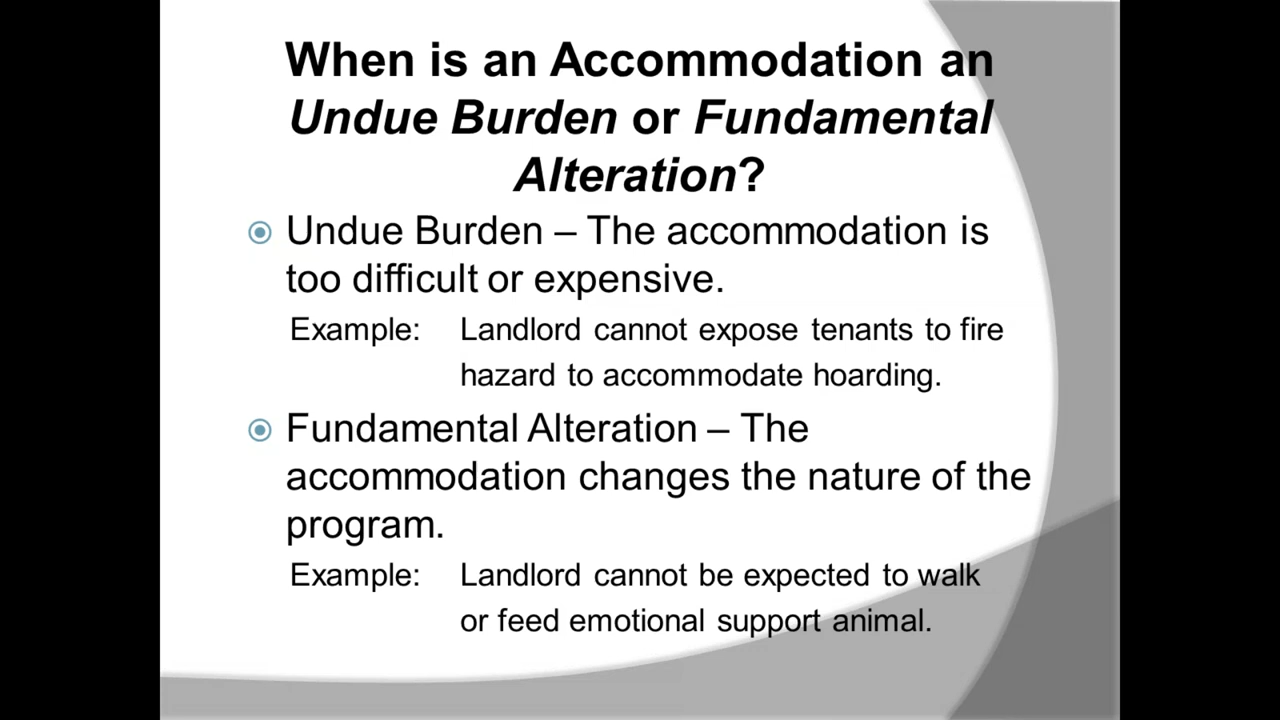 When is an Accommodation an
Undue Burden or Fundamental
Alteration?
Undue Burden – The accommodation is
too difficult or expensive.
Example: Landlord cannot expose tenants to fire
hazard to accommodate hoarding.
Fundamental Alteration – The
accommodation changes the nature of the
program.
Example: Landlord cannot be expected to walk
or feed emotional support animal.